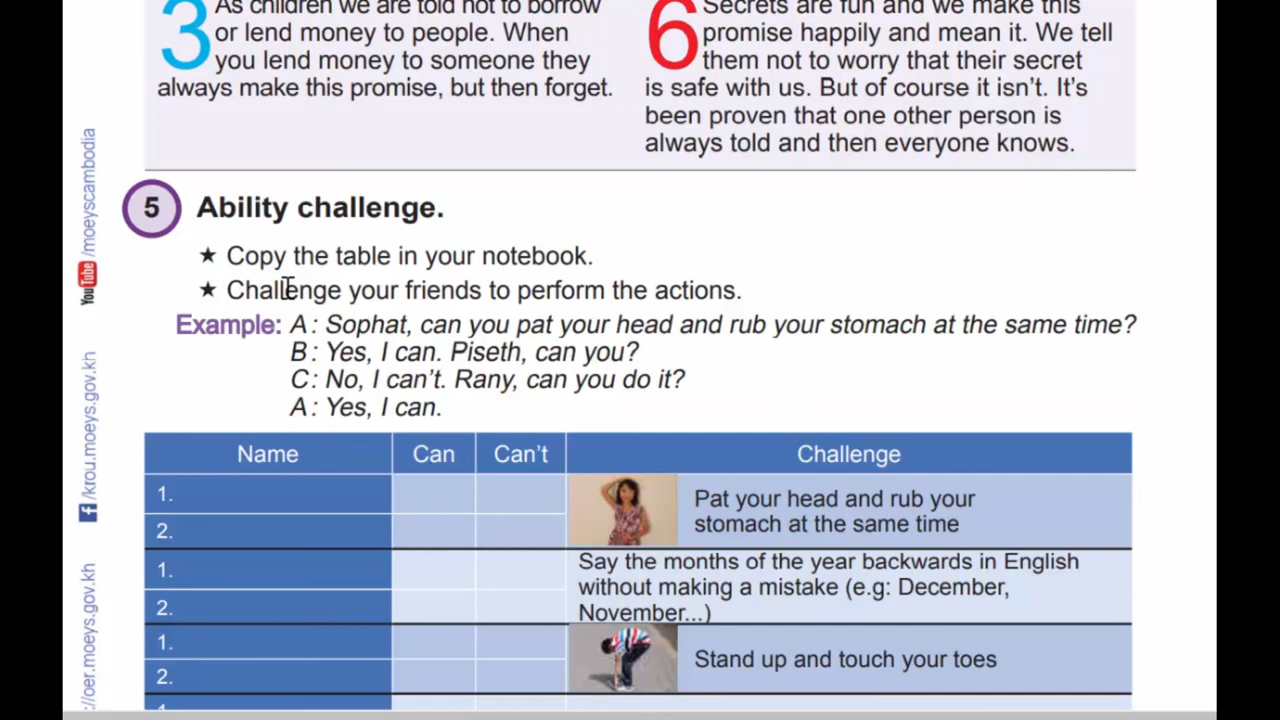 3
As children we are told not to borrow
or lend money to people. When
you lend money to someone they
always make this promise, but then forget.
6
Secrets are fun and we make this
promise happily and mean it. We tell
them not to worry that their secret
is safe with us. But of course it isn't. It's
been proven that one other person is
always told and then everyone knows.
YouTube /moeyscambodia
f /krou.moeys.gov.kh
://oer.moeys.gov.kh
5 Ability challenge.
★ Copy the table in your notebook.
★ Challenge your friends to perform the actions.
Example: A : Sophat, can you pat your head and rub your stomach at the same time?
B : Yes, I can. Piseth, can you?
C : No, I can't. Rany, can you do it?
A : Yes, I can.
Name Can Can't Challenge
1.
2.
Pat your head and rub your
stomach at the same time
1.
2.
Say the months of the year backwards in English
without making a mistake (e.g: December,
November...)
1.
2.
Stand up and touch your toes
1.